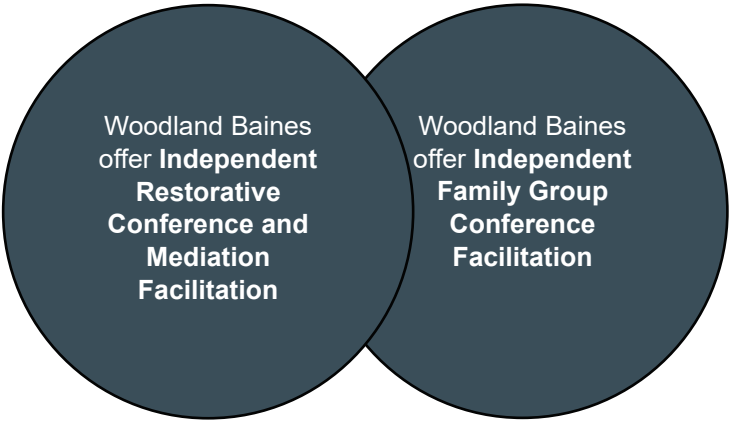 Woodland Baines
offer Independent
Restorative
Conference and
Mediation
Facilitation
Woodland Baines
offer Independent
Family Group
Conference
Facilitation